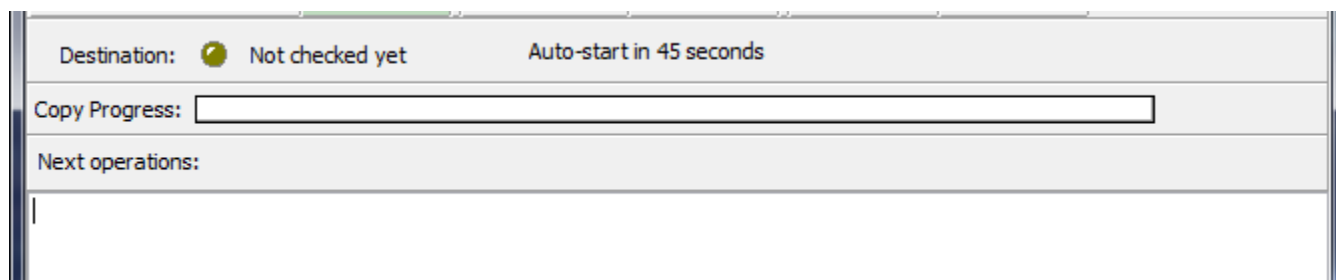 Destination: Not checked yet Auto-start in 45 seconds
Copy Progress:
Next operations: